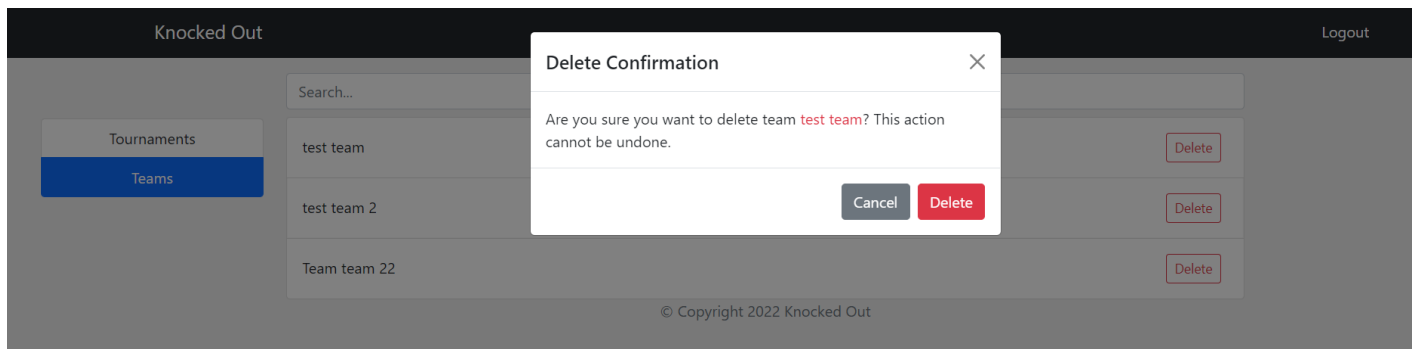 Knocked Out
Logout
Delete Confirmation
Are you sure you want to delete team test team? This action
cannot be undone.
Cancel
Delete
Search...
Tournaments
Teams
test team
Delete
test team 2
Delete
Team team 22
Delete
© Copyright 2022 Knocked Out